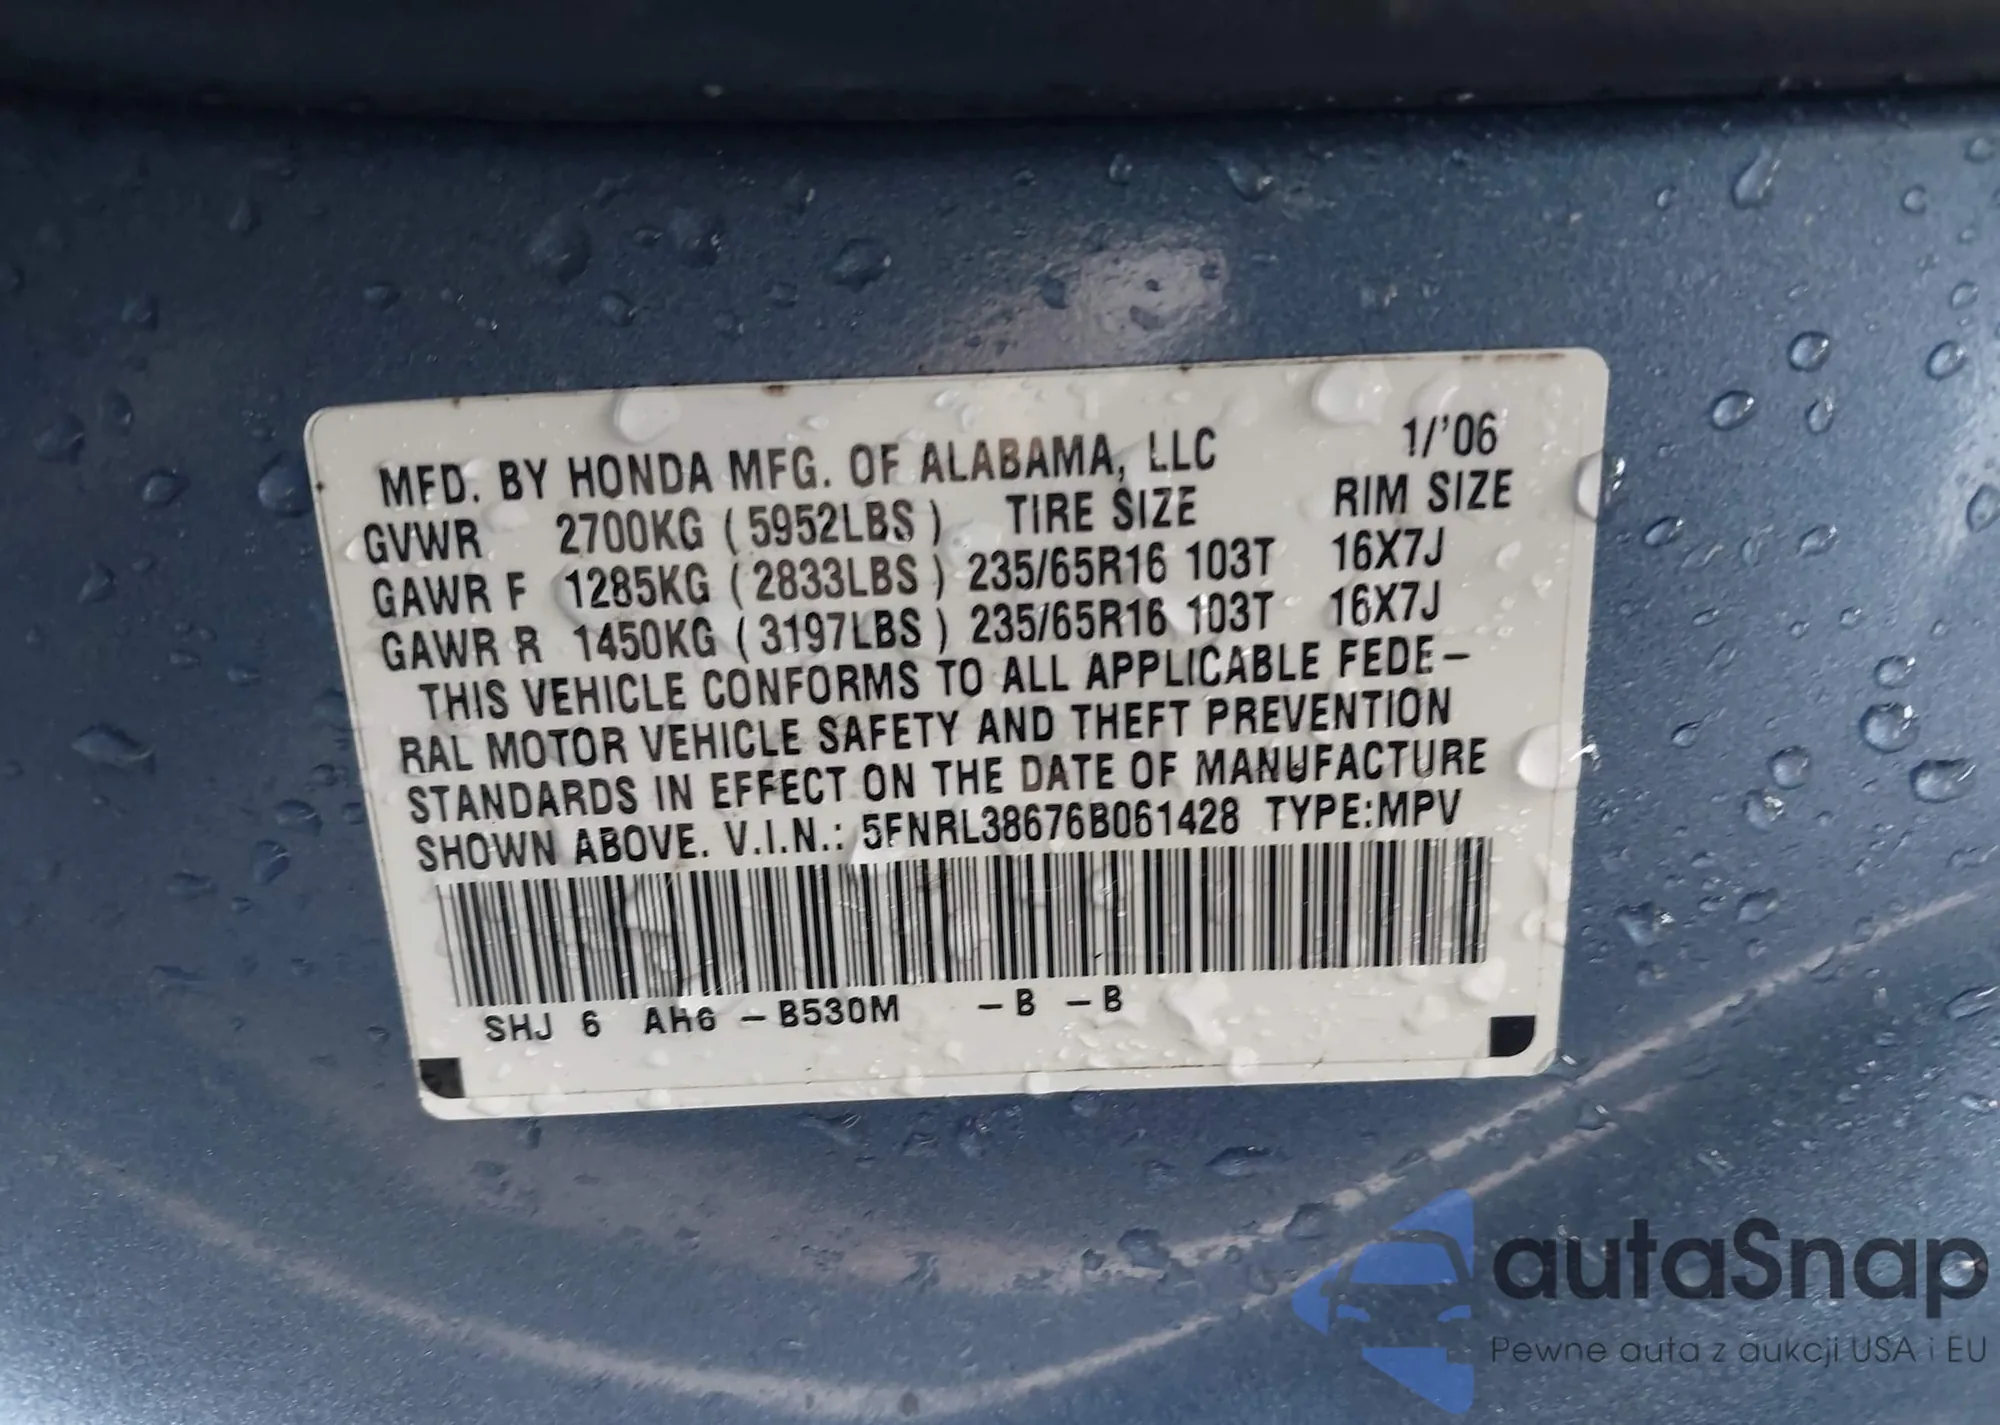 MFD. BY HONDA MFG. OF ALABAMA, LLC 1/'06
GVWR 2700KG ( 5952LBS ) TIRE SIZE RIM SIZE
GAWR F 1285KG ( 2833LBS ) 235/65R16 103T 16X7J
GAWR R 1450KG ( 3197LBS ) 235/65R16 103T 16X7J
THIS VEHICLE CONFORMS TO ALL APPLICABLE FEDE-
RAL MOTOR VEHICLE SAFETY AND THEFT PREVENTION
STANDARDS IN EFFECT ON THE DATE OF MANUFACTURE
SHOWN ABOVE. V.I.N.: 5FNRL38676B061428 TYPE:MPV
SHJ 6 AH6 - B530M - B - B
autaSnap
Pewne auta z aukcji USA i EU